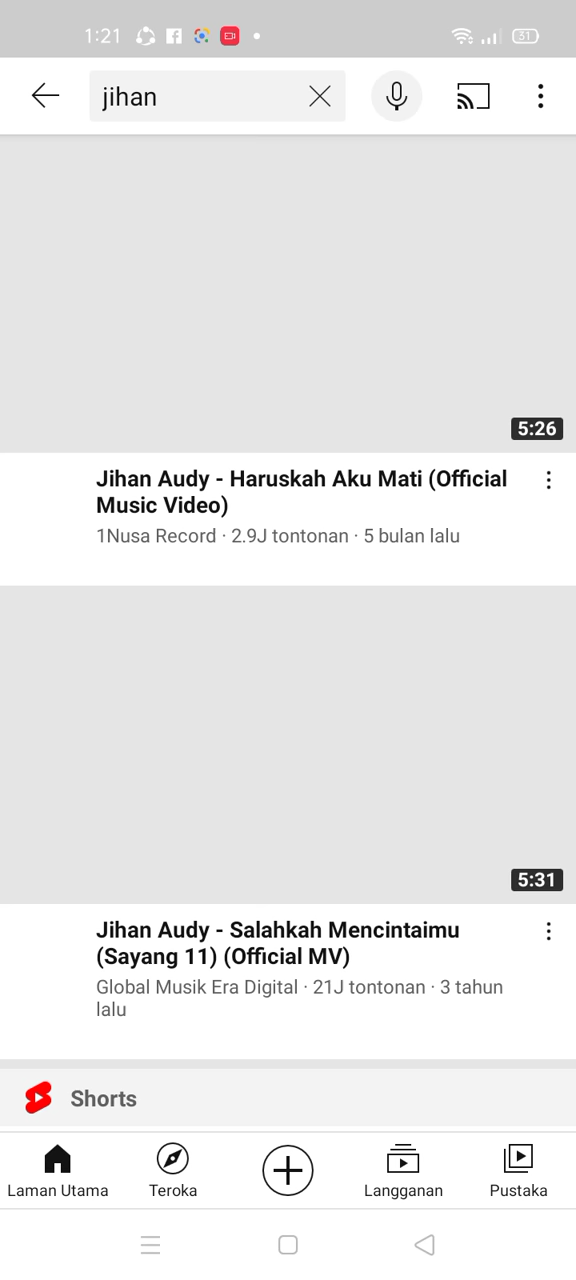 1:21
31
jihan
5:26
Jihan Audy - Haruskah Aku Mati (Official
Music Video)
1Nusa Record · 2.9J tontonan · 5 bulan lalu
5:31
Jihan Audy - Salahkah Mencintaimu
(Sayang 11) (Official MV)
Global Musik Era Digital · 21J tontonan · 3 tahun
lalu
Shorts
Laman Utama
Teroka
Langganan
Pustaka